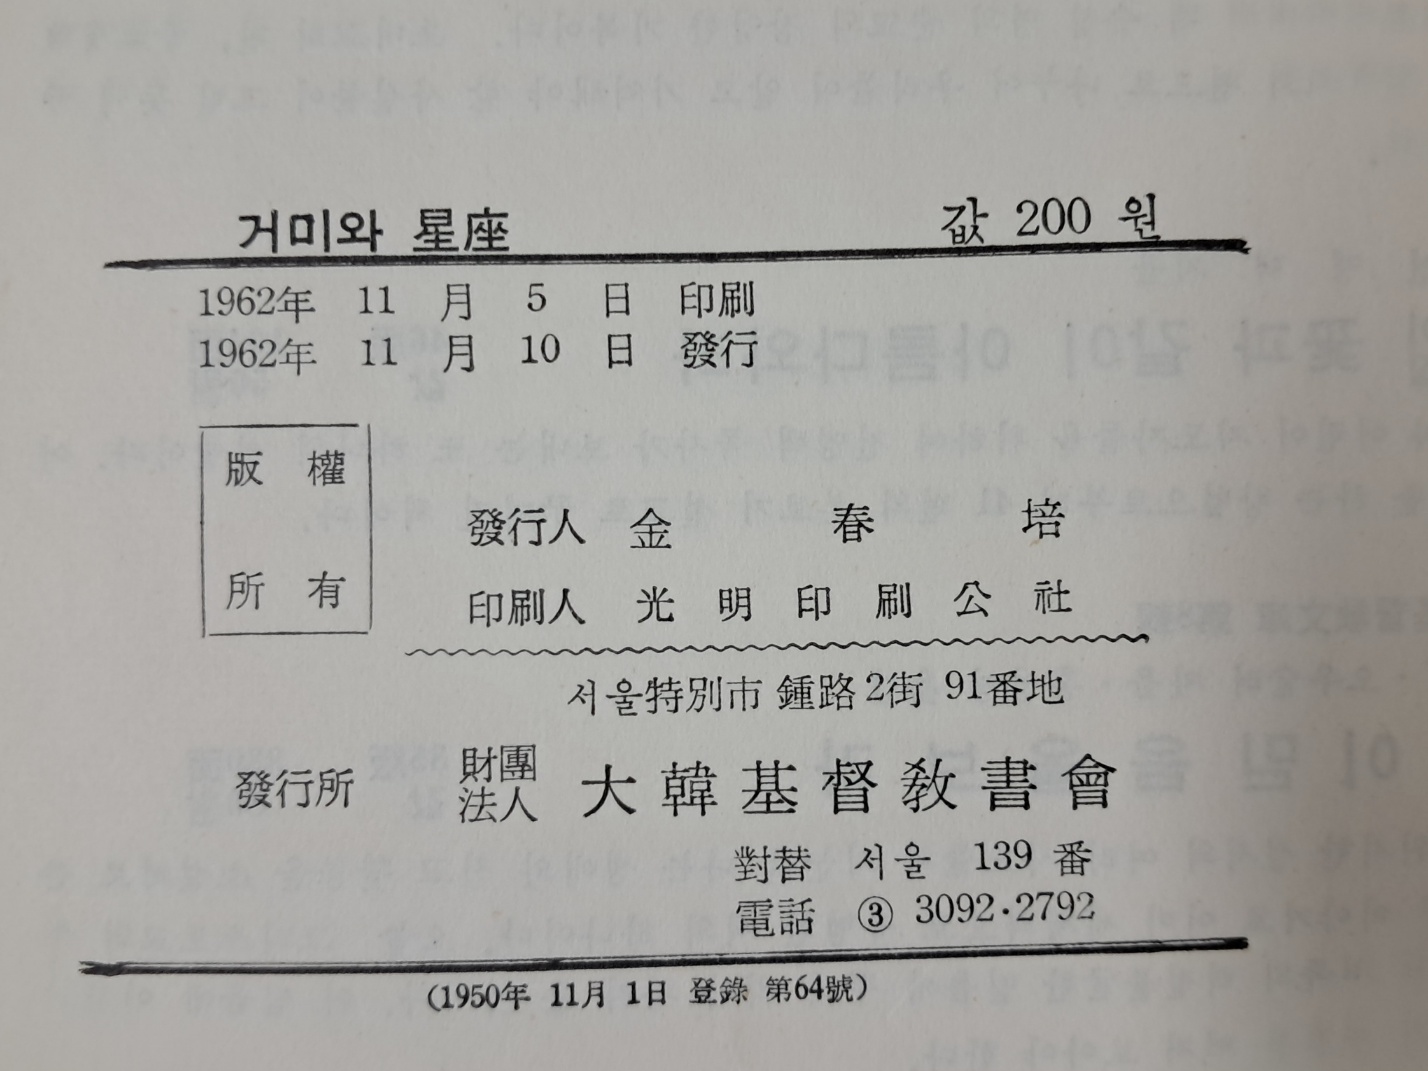 거미와 星座 값 200 원
1962年 11 月 5 日 印刷
1962年 11 月 10 日 發行
版權
所有
發行人 金春培
印刷人 光明印刷公社
서울特別市 鍾路2街 91番地
發行所 財團法人 大韓基督敎書會
對替 서울 139 番
電話 ③ 3092·2792
(1950年 11月 1日 登錄 第64號)